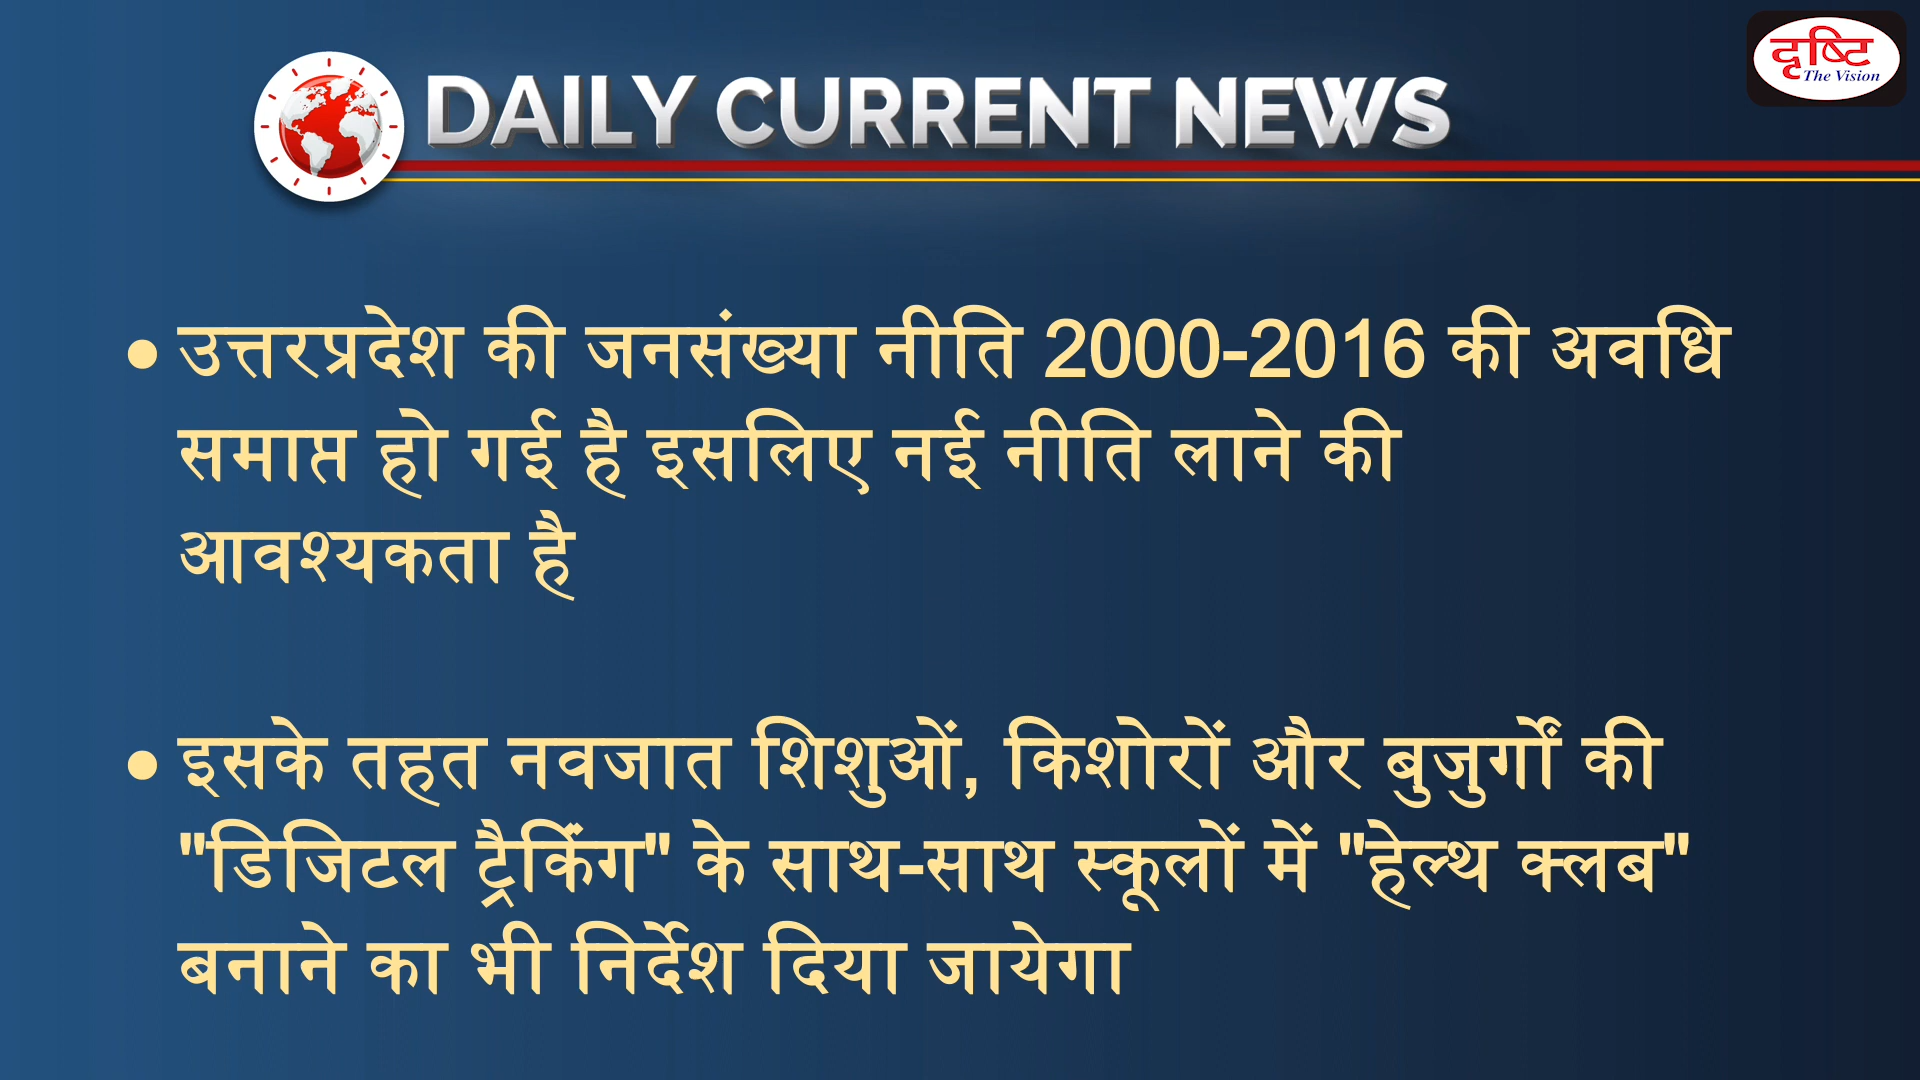 दृष्टि
The Vision
DAILY CURRENT NEWS
• उत्तरप्रदेश की जनसंख्या नीति 2000-2016 की अवधि
समाप्त हो गई है इसलिए नई नीति लाने की
आवश्यकता है
• इसके तहत नवजात शिशुओं, किशोरों और बुजुर्गों की
"डिजिटल ट्रैकिंग" के साथ-साथ स्कूलों में "हेल्थ क्लब"
बनाने का भी निर्देश दिया जायेगा